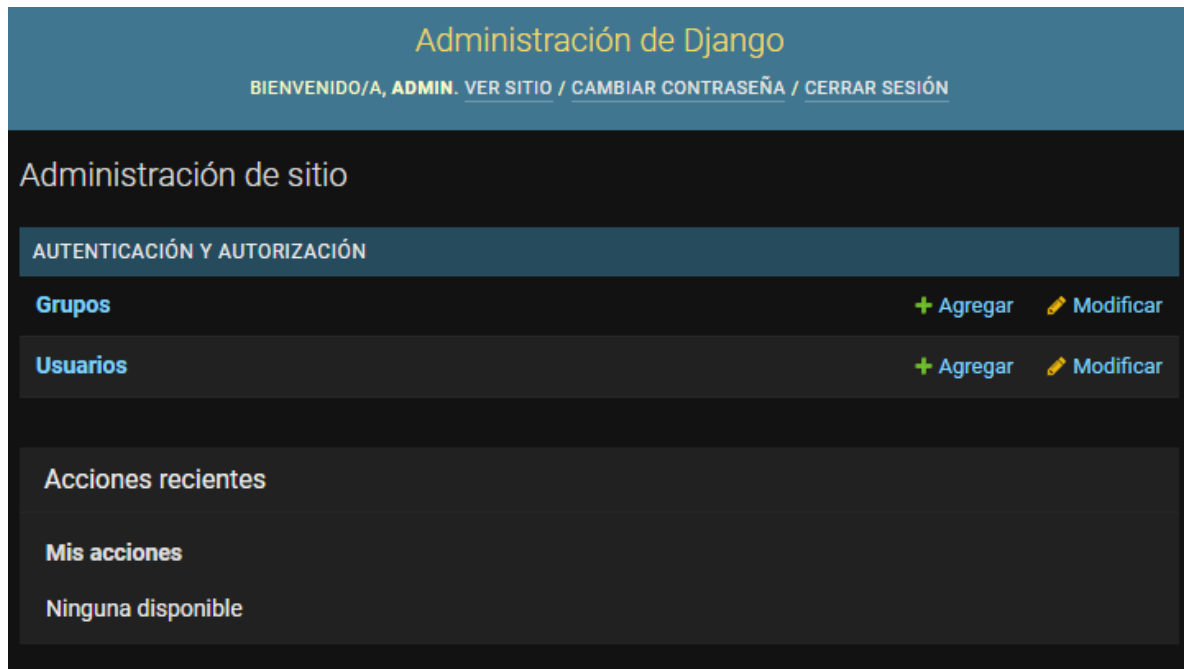 Administración de Django
BIENVENIDO/A, ADMIN. VER SITIO / CAMBIAR CONTRASEÑA / CERRAR SESIÓN
Administración de sitio
AUTENTICACIÓN Y AUTORIZACIÓN
Grupos + Agregar Modificar
Usuarios + Agregar Modificar
Acciones recientes
Mis acciones
Ninguna disponible